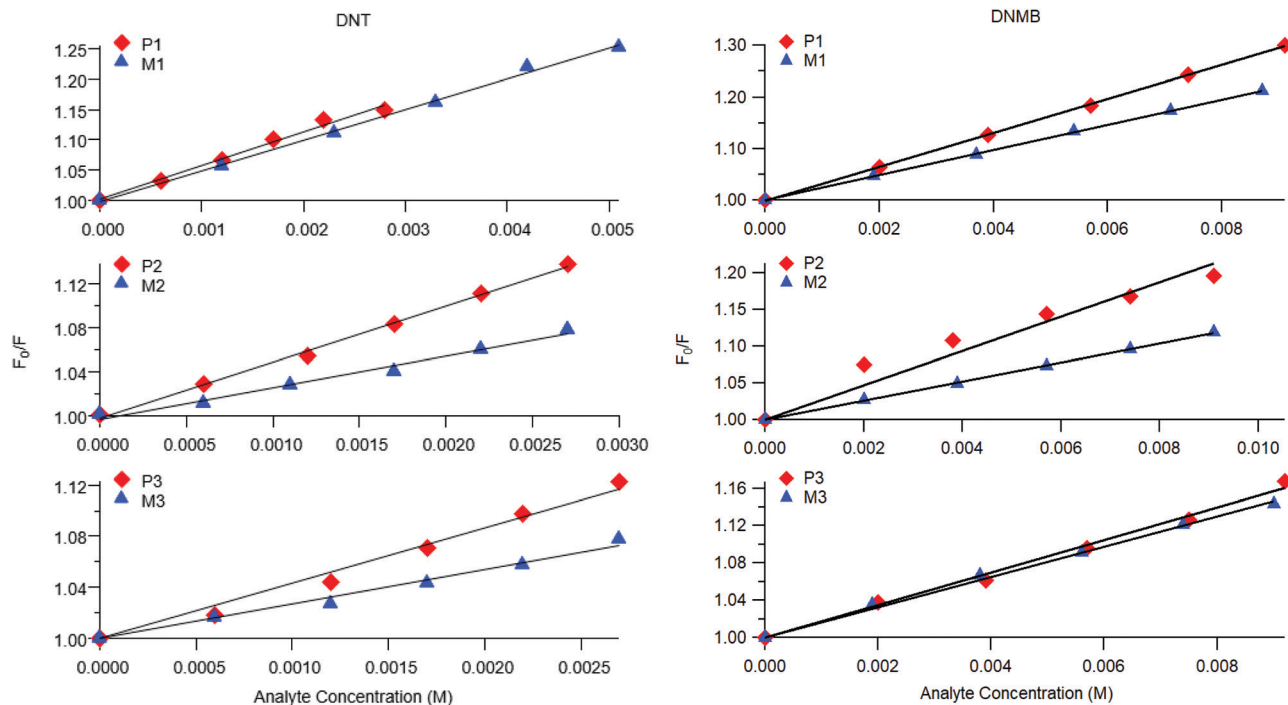 DNT
P1
M1
1.25
1.20
1.15
1.10
1.05
1.00
0.000 0.001 0.002 0.003 0.004 0.005
P2
M2
1.12
1.08
1.04
1.00
0.0000 0.0005 0.0010 0.0015 0.0020 0.0025 0.0030
P3
M3
1.12
1.08
1.04
1.00
0.0000 0.0005 0.0010 0.0015 0.0020 0.0025
Analyte Concentration (M)
F₀/F
DNMB
P1
M1
1.30
1.20
1.10
1.00
0.000 0.002 0.004 0.006 0.008
P2
M2
1.20
1.15
1.10
1.05
1.00
0.000 0.002 0.004 0.006 0.008 0.010
P3
M3
1.16
1.12
1.08
1.04
1.00
0.000 0.002 0.004 0.006 0.008
Analyte Concentration (M)
F₀/F